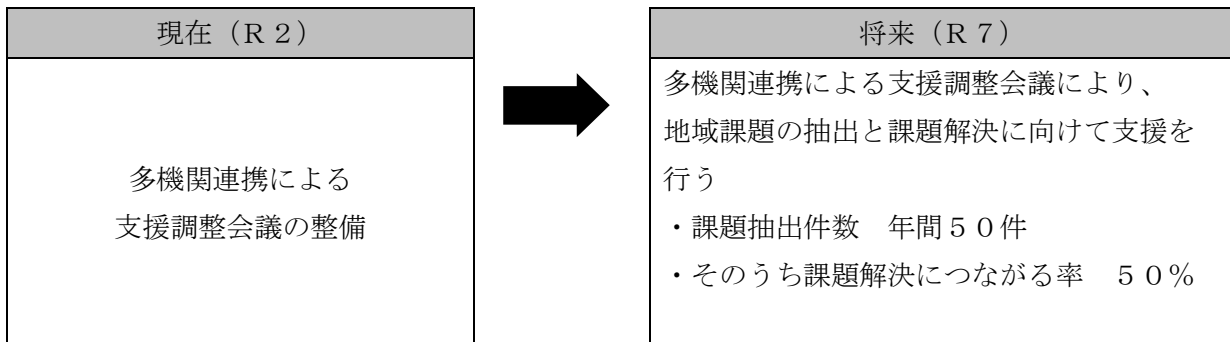 現在（Ｒ２）
多機関連携による
支援調整会議の整備
将来（Ｒ７）
多機関連携による支援調整会議により、
地域課題の抽出と課題解決に向けて支援を
行う
・課題抽出件数　年間５０件
・そのうち課題解決につながる率　５０％